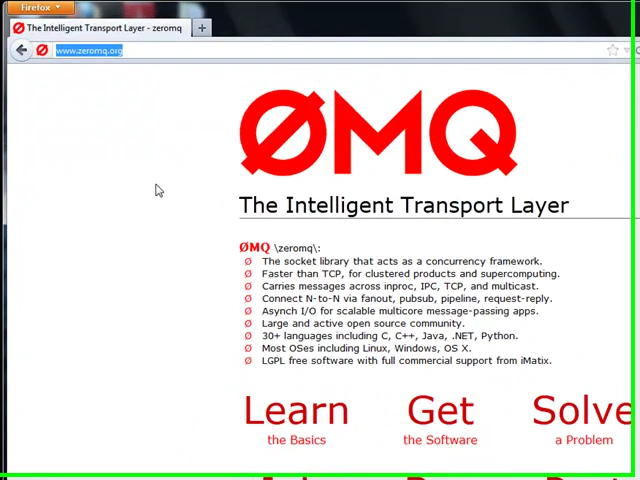 Firefox
The Intelligent Transport Layer - zeromq
www.zeromq.org
ØMQ
The Intelligent Transport Layer
ØMQ \zeromq\:
Ø The socket library that acts as a concurrency framework.
Ø Faster than TCP, for clustered products and supercomputing.
Ø Carries messages across inproc, IPC, TCP, and multicast.
Ø Connect N-to-N via fanout, pubsub, pipeline, request-reply.
Ø Asynch I/O for scalable multicore message-passing apps.
Ø Large and active open source community.
Ø 30+ languages including C, C++, Java, .NET, Python.
Ø Most OSes including Linux, Windows, OS X.
Ø LGPL free software with full commercial support from iMatix.
Learn Get Solve
the Basics the Software a Problem